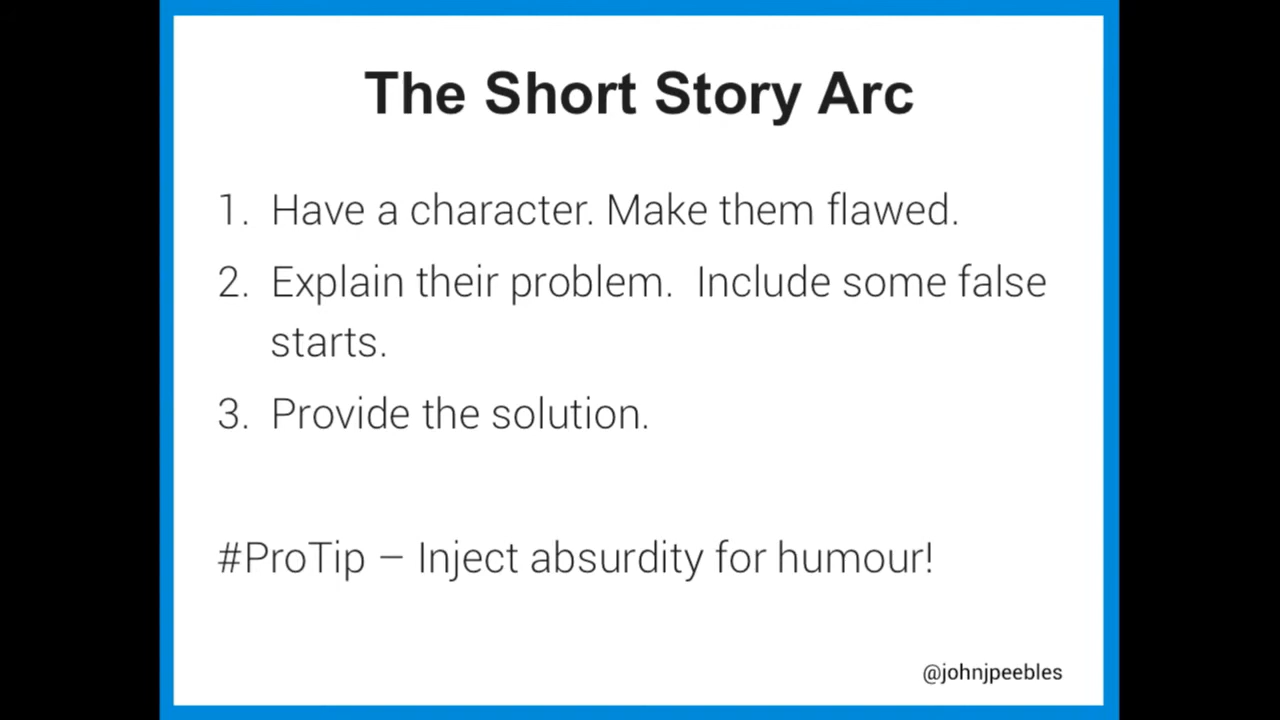 The Short Story Arc
1. Have a character. Make them flawed.
2. Explain their problem.  Include some false
starts.
3. Provide the solution.
#ProTip – Inject absurdity for humour!
@johnjpeebles